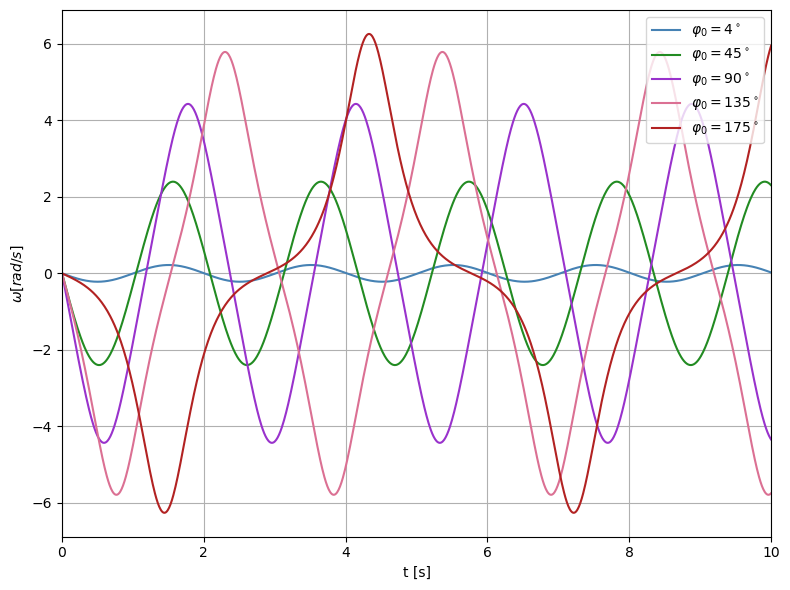 φ₀ = 4°
φ₀ = 45°
φ₀ = 90°
φ₀ = 135°
φ₀ = 175°
6
4
2
0
−2
−4
−6
ω[rad/s]
0 2 4 6 8 10
t [s]